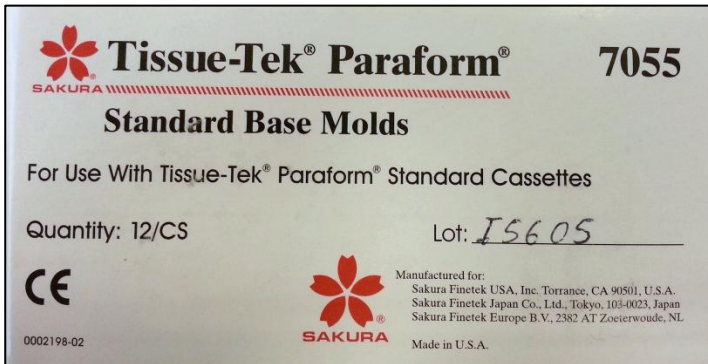 Tissue-Tek® Paraform® 7055
SAKURA
Standard Base Molds
For Use With Tissue-Tek® Paraform® Standard Cassettes
Quantity: 12/CS Lot: I5605
CE
Manufactured for:
Sakura Finetek USA, Inc. Torrance, CA 90501, U.S.A.
Sakura Finetek Japan Co., Ltd., Tokyo, 103-0023, Japan
Sakura Finetek Europe B.V., 2382 AT Zoeterwoude, NL
SAKURA®
0002198-02 Made in U.S.A.